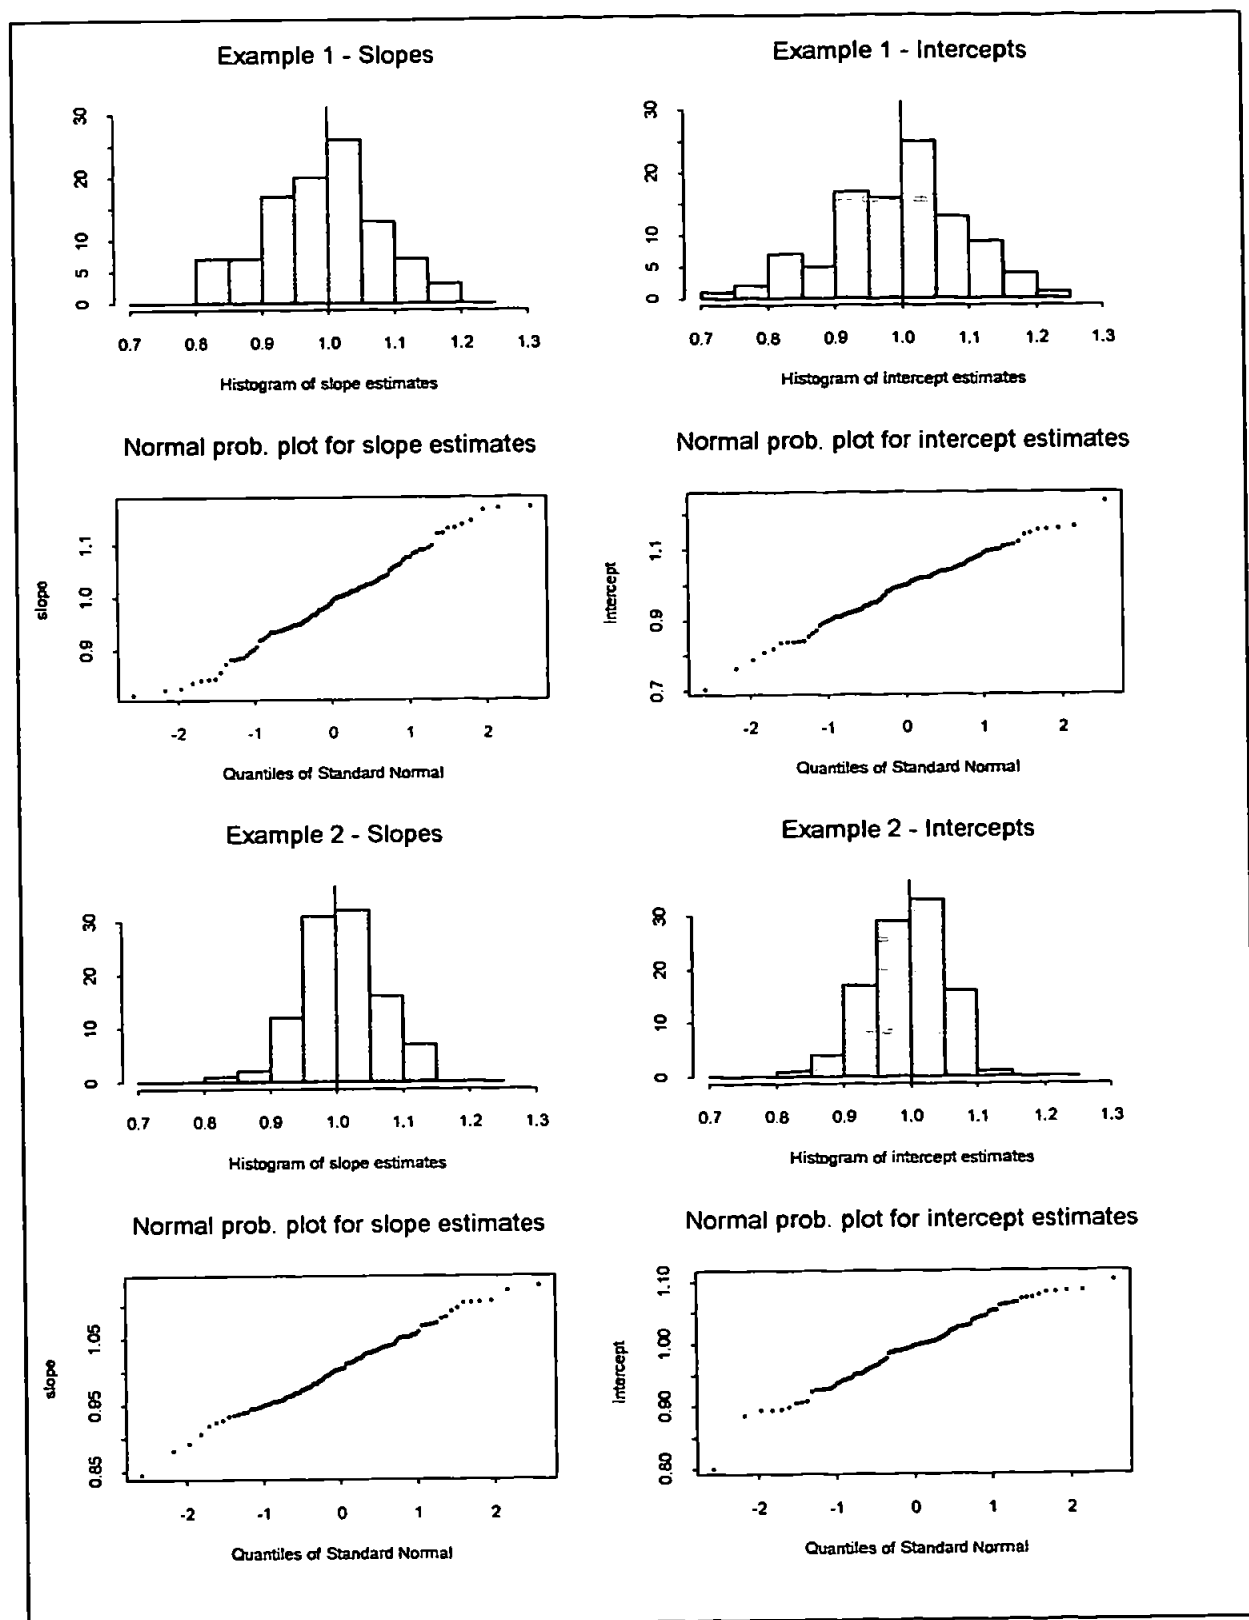 Example 1 - Slopes
Example 1 - Intercepts
30
20
10
5
0
0.7 0.8 0.9 1.0 1.1 1.2 1.3
Histogram of slope estimates
30
20
10
5
0
0.7 0.8 0.9 1.0 1.1 1.2 1.3
Histogram of intercept estimates
Normal prob. plot for slope estimates
Normal prob. plot for intercept estimates
slope
1.1
1.0
0.9
-2 -1 0 1 2
Quantiles of Standard Normal
Intercept
1.1
0.9
0.7
-2 -1 0 1 2
Quantiles of Standard Normal
Example 2 - Slopes
Example 2 - Intercepts
30
20
10
0
0.7 0.8 0.9 1.0 1.1 1.2 1.3
Histogram of slope estimates
30
20
10
0
0.7 0.8 0.9 1.0 1.1 1.2 1.3
Histogram of intercept estimates
Normal prob. plot for slope estimates
Normal prob. plot for intercept estimates
slope
1.05
0.95
0.85
-2 -1 0 1 2
Quantiles of Standard Normal
Intercept
1.10
1.00
0.90
0.80
-2 -1 0 1 2
Quantiles of Standard Normal